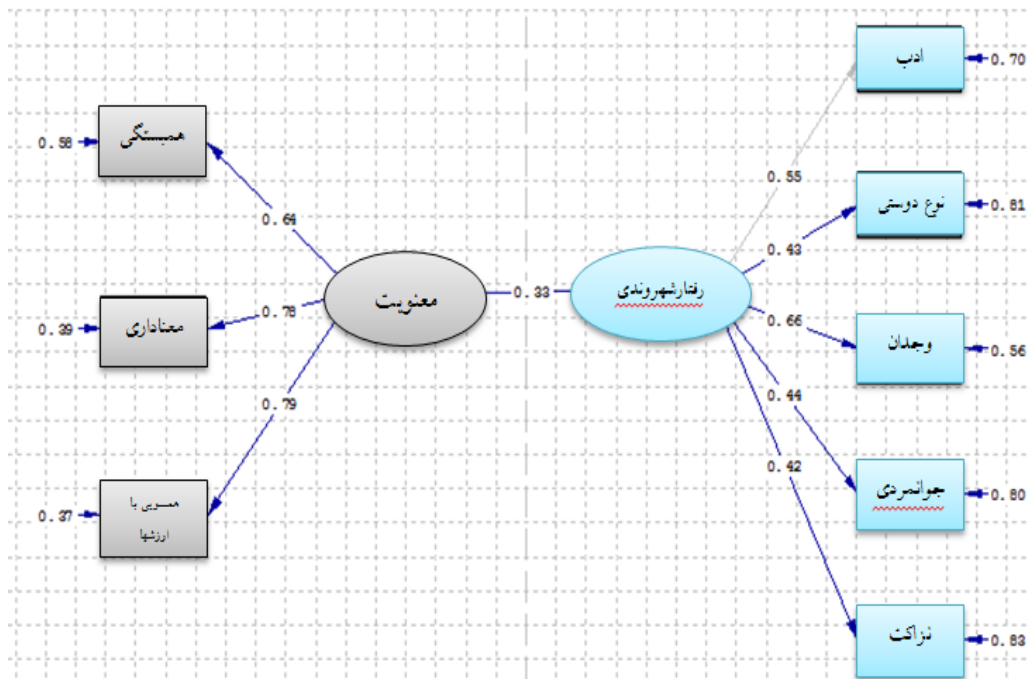 ادب
0.70
همبستگی
0.58
0.55
0.64
نوع دوستی
0.81
0.43
معنویت
0.33
رفتارشهروندی
معناداری
0.39
0.78
0.66
وجدان
0.56
0.79
0.44
همسویی با
ارزشها
0.37
0.42
جوانمردی
0.80
نزاکت
0.83